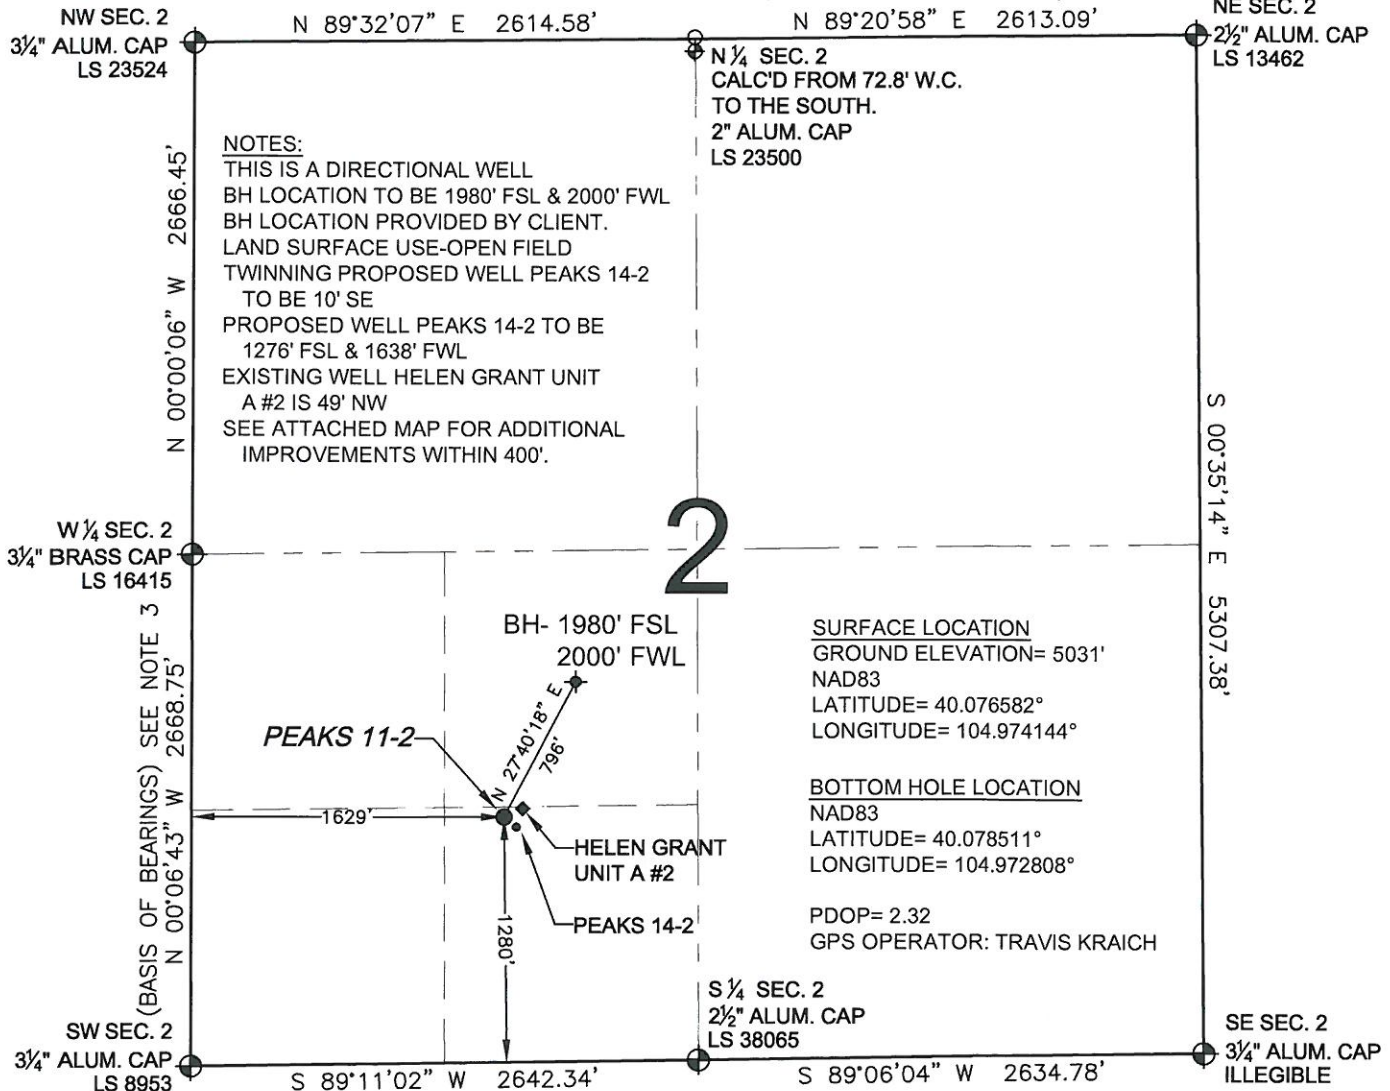 NW SEC. 2
3¼" ALUM. CAP
LS 23524
N 89°32'07" E 2614.58'
N 89°20'58" E 2613.09'
NE SEC. 2
2½" ALUM. CAP
LS 13462
N ¼ SEC. 2
CALC'D FROM 72.8' W.C.
TO THE SOUTH.
2" ALUM. CAP
LS 23500
NOTES:
THIS IS A DIRECTIONAL WELL
BH LOCATION TO BE 1980' FSL & 2000' FWL
BH LOCATION PROVIDED BY CLIENT.
LAND SURFACE USE-OPEN FIELD
TWINNING PROPOSED WELL PEAKS 14-2
TO BE 10' SE
PROPOSED WELL PEAKS 14-2 TO BE
1276' FSL & 1638' FWL
EXISTING WELL HELEN GRANT UNIT
A #2 IS 49' NW
SEE ATTACHED MAP FOR ADDITIONAL
IMPROVEMENTS WITHIN 400'.
N 00°00'06" W 2666.45'
S 00°35'14" E 5307.38'
W ¼ SEC. 2
3¼" BRASS CAP
LS 16415
2
(BASIS OF BEARINGS) SEE NOTE 3
N 00°06'43" W 2668.75'
BH- 1980' FSL
2000' FWL
N 27°40'18" E
796'
PEAKS 11-2
1629'
HELEN GRANT
UNIT A #2
PEAKS 14-2
1280'
SURFACE LOCATION
GROUND ELEVATION= 5031'
NAD83
LATITUDE= 40.076582°
LONGITUDE= 104.974144°
BOTTOM HOLE LOCATION
NAD83
LATITUDE= 40.078511°
LONGITUDE= 104.972808°
PDOP= 2.32
GPS OPERATOR: TRAVIS KRAICH
SW SEC. 2
3¼" ALUM. CAP
LS 8953
S 89°11'02" W 2642.34'
S ¼ SEC. 2
2½" ALUM. CAP
LS 38065
S 89°06'04" W 2634.78'
SE SEC. 2
3¼" ALUM. CAP
ILLEGIBLE